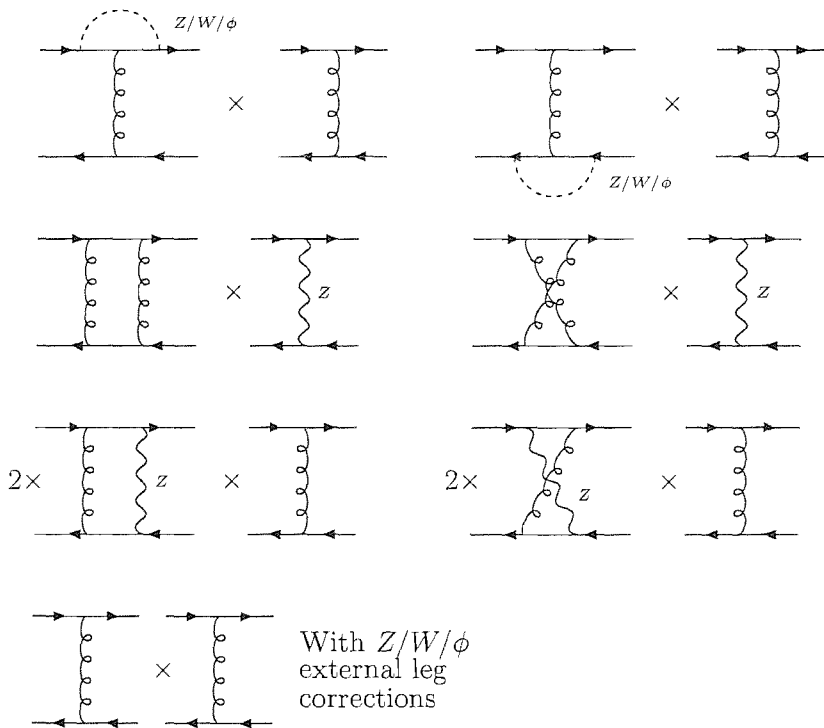 Z/W/ϕ
×
×
Z/W/ϕ
×
Z
×
Z
2×
Z
×
2×
Z
×
×
With Z/W/ϕ
external leg
corrections